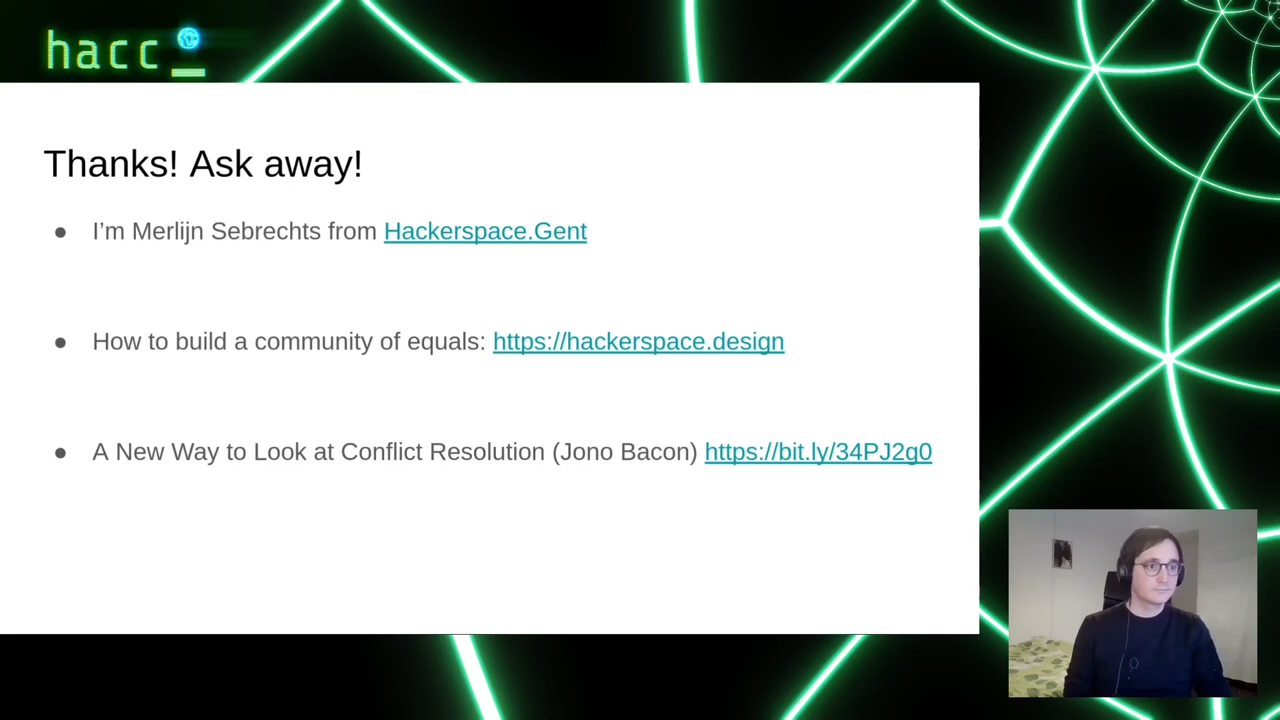 hacc_
Thanks! Ask away!
● I’m Merlijn Sebrechts from Hackerspace.Gent
● How to build a community of equals: https://hackerspace.design
● A New Way to Look at Conflict Resolution (Jono Bacon) https://bit.ly/34PJ2g0